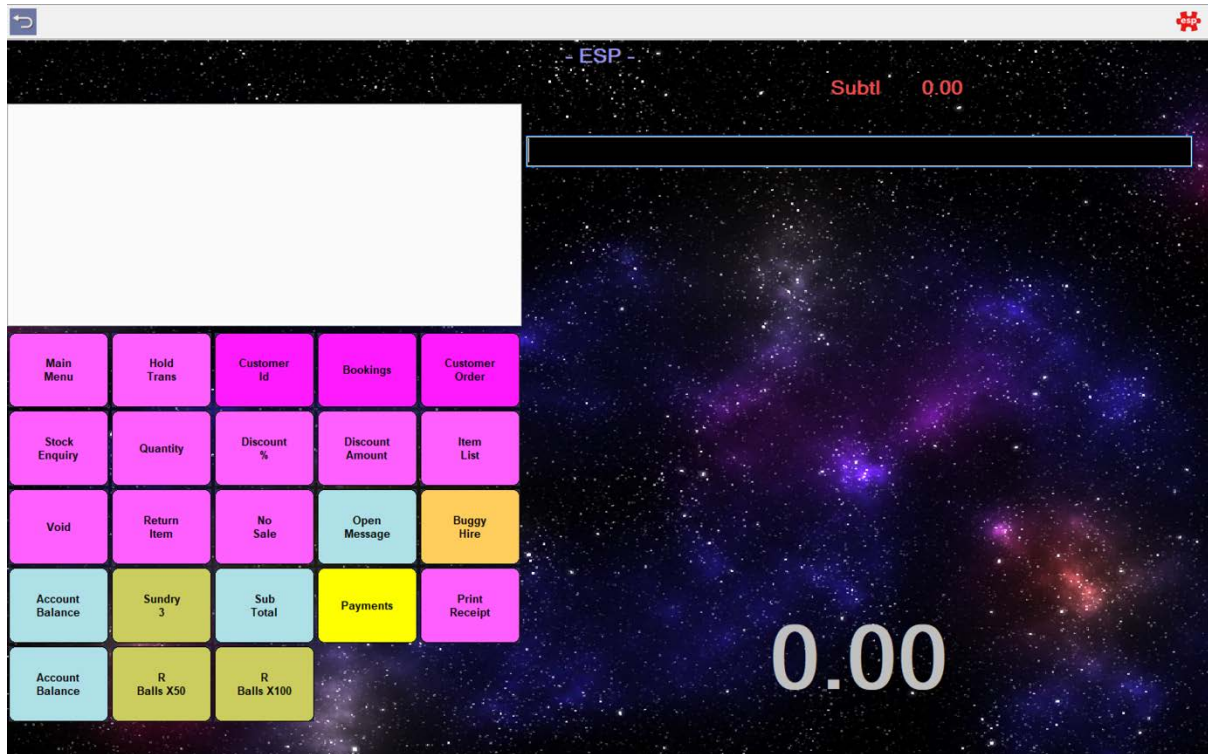 esp
- ESP -
Subtl 0.00
Main
Menu
Hold
Trans
Customer
Id
Bookings
Customer
Order
Stock
Enquiry
Quantity
Discount
%
Discount
Amount
Item
List
Void
Return
Item
No
Sale
Open
Message
Buggy
Hire
Account
Balance
Sundry
3
Sub
Total
Payments
Print
Receipt
Account
Balance
R
Balls X50
R
Balls X100
0.00